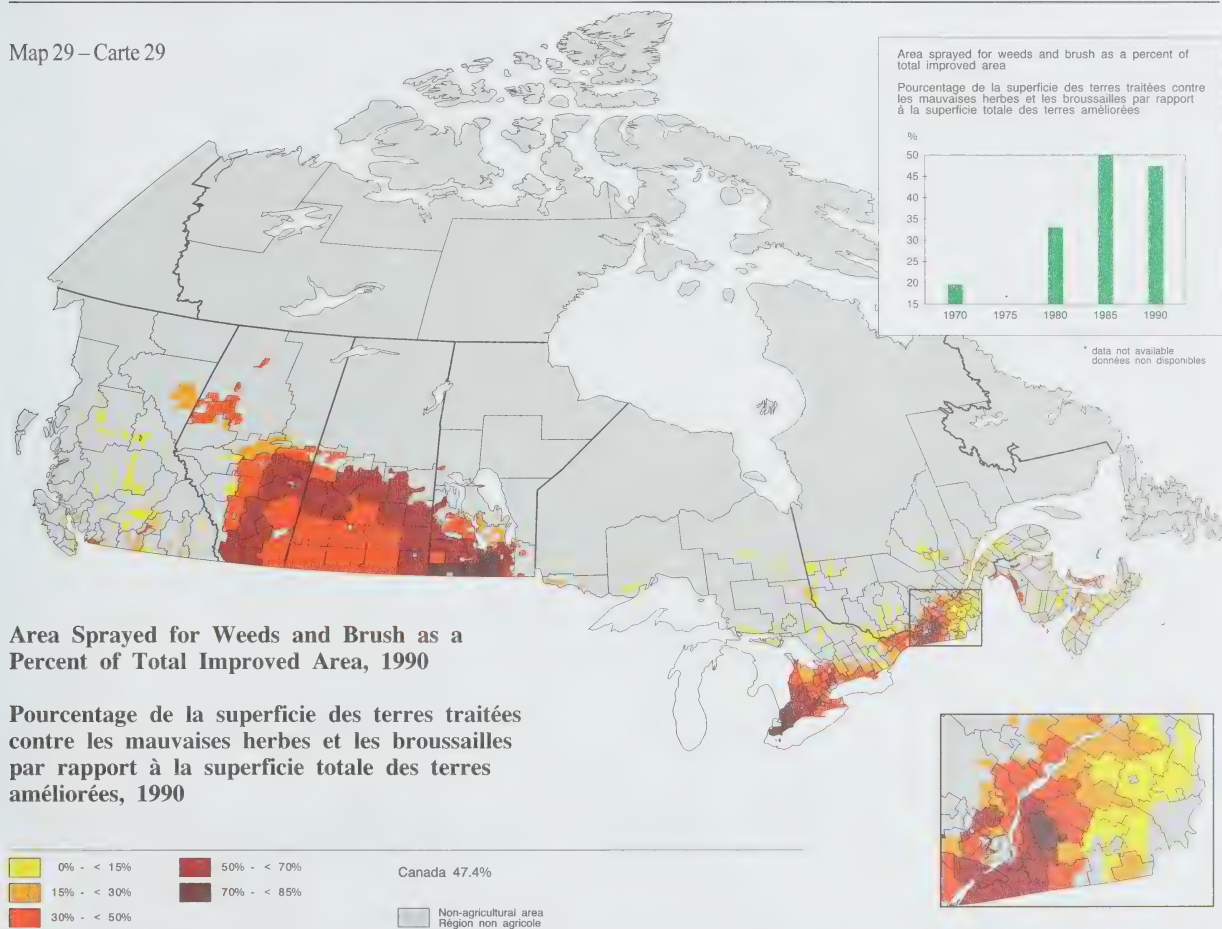 Map 29 – Carte 29
Area sprayed for weeds and brush as a percent of
total improved area
Pourcentage de la superficie des terres traitées contre
les mauvaises herbes et les broussailles par rapport
à la superficie totale des terres améliorées
%
50
45
40
35
30
25
20
15
1970 1975 1980 1985 1990
*
* data not available
données non disponibles
Area Sprayed for Weeds and Brush as a
Percent of Total Improved Area, 1990
Pourcentage de la superficie des terres traitées
contre les mauvaises herbes et les broussailles
par rapport à la superficie totale des terres
améliorées, 1990
0% - < 15%
15% - < 30%
30% - < 50%
50% - < 70%
70% - < 85%
Canada 47.4%
Non-agricultural area
Région non agricole